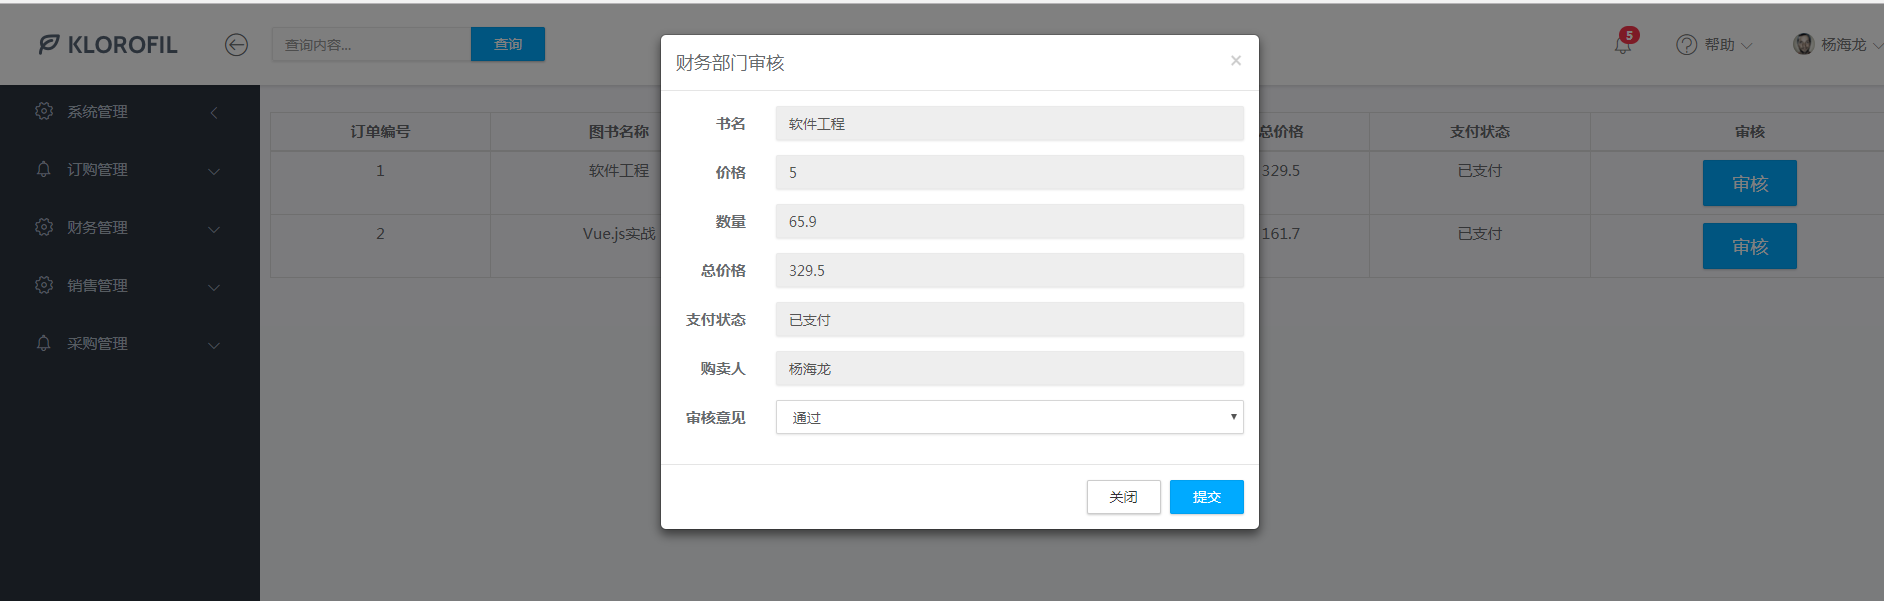 KLOROFIL
查询内容...
查询
5
帮助
杨海龙
系统管理
订购管理
财务管理
销售管理
采购管理
订单编号 图书名称 总价格 支付状态 审核
1 软件工程 329.5 已支付 审核
2 Vue.js实战 161.7 已支付 审核
财务部门审核 ×
书名 软件工程
价格 5
数量 65.9
总价格 329.5
支付状态 已支付
购卖人 杨海龙
审核意见 通过
关闭 提交